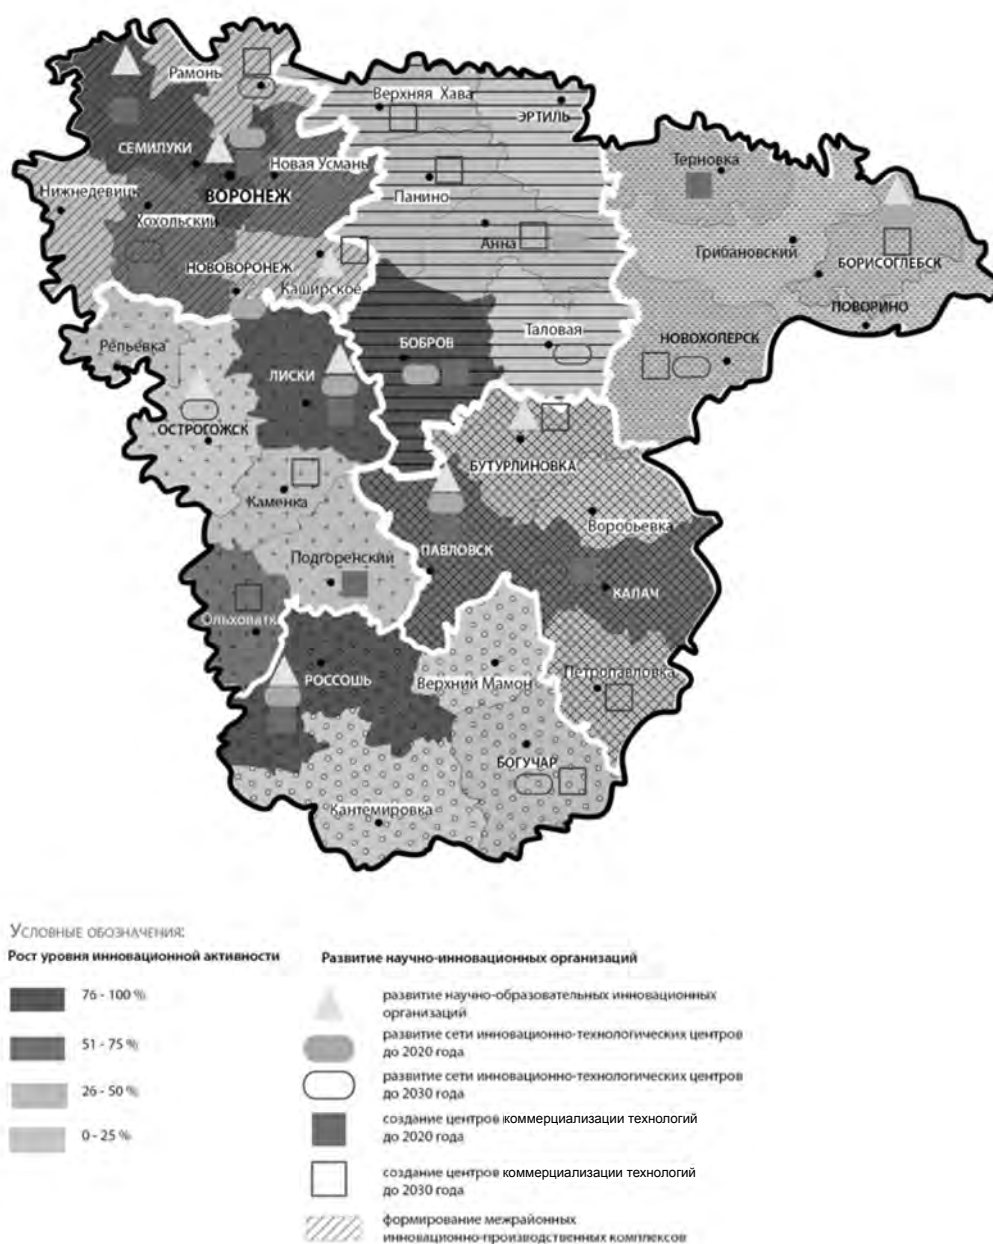 Рамонь
Верхняя Хава
ЭРТИЛЬ
СЕМИЛУКИ
Новая Усмань
Терновка
Нижнедевицк
ВОРОНЕЖ
Панино
Хохольский
Анна
Грибановский
БОРИСОГЛЕБСК
НОВОВОРОНЕЖ
Каширское
ПОВОРИНО
Репьевка
БОБРОВ
Таловая
НОВОХОПЕРСК
ЛИСКИ
ОСТРОГОЖСК
БУТУРЛИНОВКА
Каменка
Воробьевка
Подгоренский
ПАВЛОВСК
КАЛАЧ
Ольховатка
РОССОШЬ
Верхний Мамон
Петропавловка
БОГУЧАР
Кантемировка
Условные обозначения:
Рост уровня инновационной активности
76 - 100 %
51 - 75 %
26 - 50 %
0 - 25 %
Развитие научно-инновационных организаций
развитие научно-образовательных инновационных
организаций
развитие сети инновационно-технологических центров
до 2020 года
развитие сети инновационно-технологических центров
до 2030 года
создание центров коммерциализации технологий
до 2020 года
создание центров коммерциализации технологий
до 2030 года
формирование межрайонных
инновационно-производственных комплексов